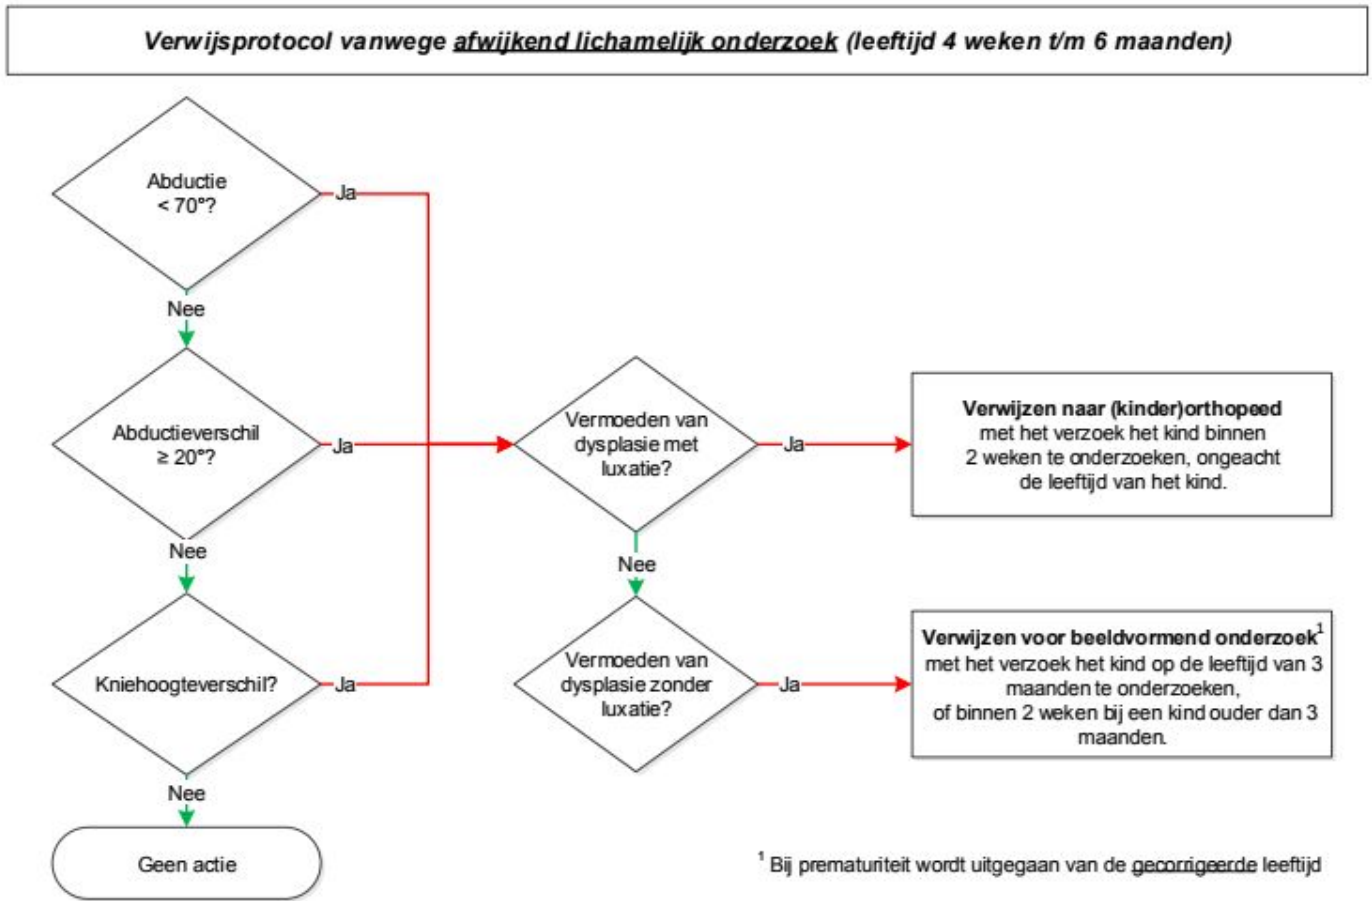 Verwijsprotocol vanwege afwijkend lichamelijk onderzoek (leeftijd 4 weken t/m 6 maanden)
Abductie
< 70°?
Ja
Nee
Abductieverschil
≥ 20°?
Ja
Nee
Kniehoogteverschil?
Ja
Nee
Geen actie
Vermoeden van
dysplasie met
luxatie?
Ja
Nee
Vermoeden van
dysplasie zonder
luxatie?
Ja
Verwijzen naar (kinder)orthopeed
met het verzoek het kind binnen
2 weken te onderzoeken, ongeacht
de leeftijd van het kind.
Verwijzen voor beeldvormend onderzoek¹
met het verzoek het kind op de leeftijd van 3
maanden te onderzoeken,
of binnen 2 weken bij een kind ouder dan 3
maanden.
¹ Bij prematuriteit wordt uitgegaan van de gecorrigeerde leeftijd